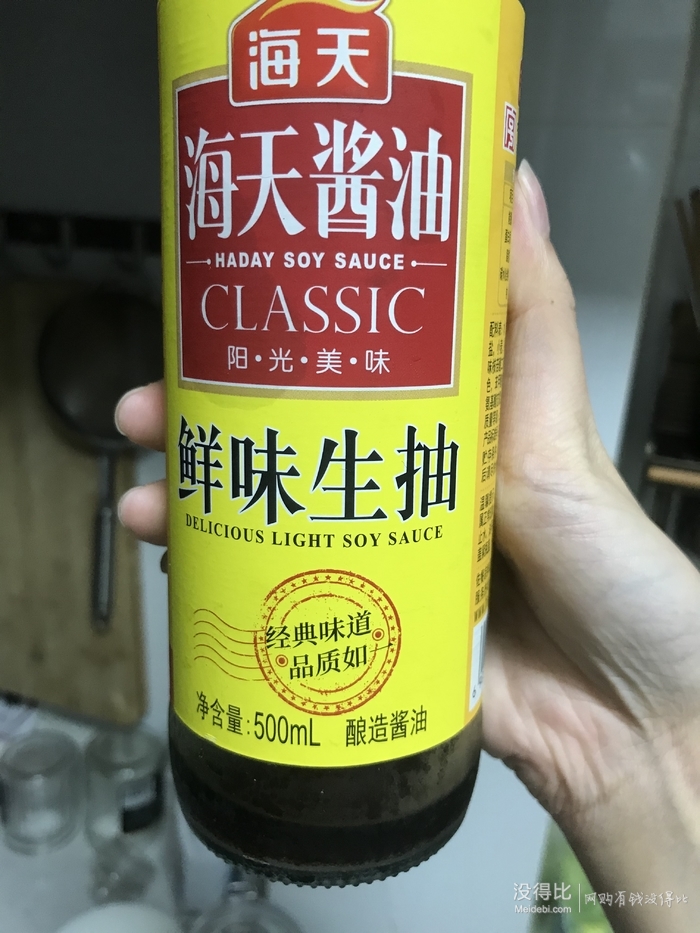 海天
海天酱油
HADAY SOY SAUCE
CLASSIC
阳·光·美·味
鲜味生抽
DELICIOUS LIGHT SOY SAUCE
经典味道
品质如一
净含量:500mL 酿造酱油
没得比
Meidebi.com
网购有钱没得比